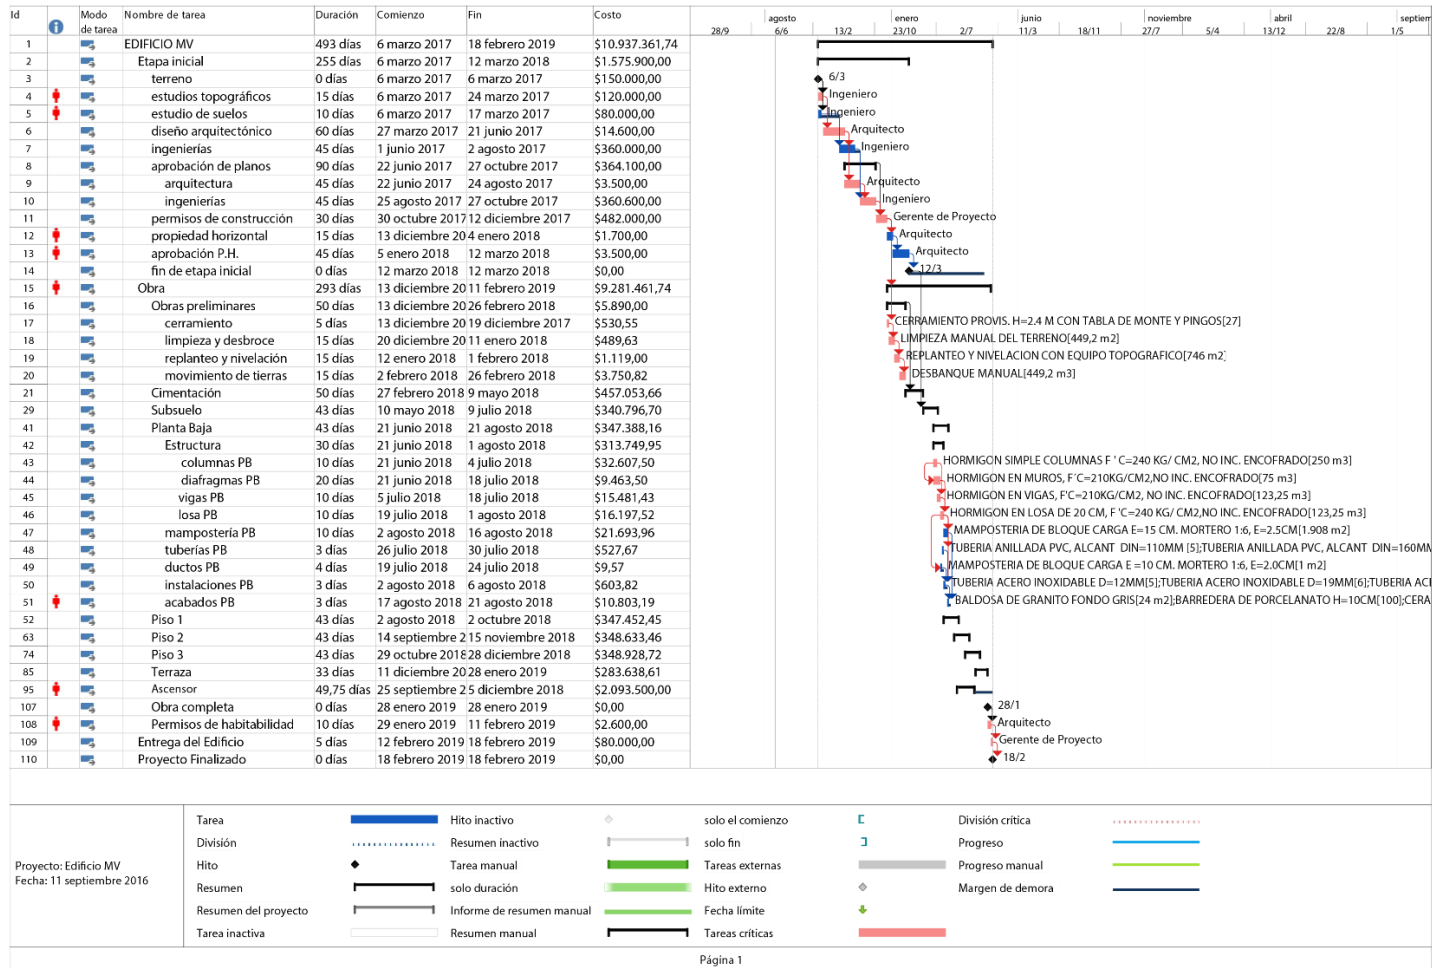 Id Modo de tarea Nombre de tarea Duración Comienzo Fin Costo
agosto enero junio noviembre abril septiem
28/9 6/6 13/2 23/10 2/7 11/3 18/11 27/7 5/4 13/12 22/8 1/5
1 EDIFICIO MV 493 días 6 marzo 2017 18 febrero 2019 $10.937.361,74
2 Etapa inicial 255 días 6 marzo 2017 12 marzo 2018 $1.575.900,00
3 terreno 0 días 6 marzo 2017 6 marzo 2017 $150.000,00 6/3
4 estudios topográficos 15 días 6 marzo 2017 24 marzo 2017 $120.000,00 Ingeniero
5 estudio de suelos 10 días 6 marzo 2017 17 marzo 2017 $80.000,00 Ingeniero
6 diseño arquitectónico 60 días 27 marzo 2017 21 junio 2017 $14.600,00 Arquitecto
7 ingenierías 45 días 1 junio 2017 2 agosto 2017 $360.000,00 Ingeniero
8 aprobación de planos 90 días 22 junio 2017 27 octubre 2017 $364.100,00
9 arquitectura 45 días 22 junio 2017 24 agosto 2017 $3.500,00 Arquitecto
10 ingenierías 45 días 25 agosto 2017 27 octubre 2017 $360.600,00 Ingeniero
11 permisos de construcción 30 días 30 octubre 2017 12 diciembre 2017 $482.000,00 Gerente de Proyecto
12 propiedad horizontal 15 días 13 diciembre 20 4 enero 2018 $1.700,00 Arquitecto
13 aprobación P.H. 45 días 5 enero 2018 12 marzo 2018 $3.500,00 Arquitecto
14 fin de etapa inicial 0 días 12 marzo 2018 12 marzo 2018 $0,00 12/3
15 Obra 293 días 13 diciembre 20 11 febrero 2019 $9.281.461,74
16 Obras preliminares 50 días 13 diciembre 20 26 febrero 2018 $5.890,00
17 cerramiento 5 días 13 diciembre 20 19 diciembre 2017 $530,55 CERRAMIENTO PROVIS. H=2.4 M CON TABLA DE MONTE Y PINGOS[27]
18 limpieza y desbroce 15 días 20 diciembre 20 11 enero 2018 $489,63 LIMPIEZA MANUAL DEL TERRENO[449,2 m2]
19 replanteo y nivelación 15 días 12 enero 2018 1 febrero 2018 $1.119,00 REPLANTEO Y NIVELACION CON EQUIPO TOPOGRAFICO[746 m2]
20 movimiento de tierras 15 días 2 febrero 2018 26 febrero 2018 $3.750,82 DESBANQUE MANUAL[449,2 m3]
21 Cimentación 50 días 27 febrero 2018 9 mayo 2018 $457.053,66
29 Subsuelo 43 días 10 mayo 2018 9 julio 2018 $340.796,70
41 Planta Baja 43 días 21 junio 2018 21 agosto 2018 $347.388,16
42 Estructura 30 días 21 junio 2018 1 agosto 2018 $313.749,95
43 columnas PB 10 días 21 junio 2018 4 julio 2018 $32.607,50 HORMIGON SIMPLE COLUMNAS F ' C=240 KG/ CM2, NO INC. ENCOFRADO[250 m3]
44 diafragmas PB 20 días 21 junio 2018 18 julio 2018 $9.463,50 HORMIGON EN MUROS, F´C=210KG/CM2,NO INC. ENCOFRADO[75 m3]
45 vigas PB 10 días 5 julio 2018 18 julio 2018 $15.481,43 HORMIGON EN VIGAS, F'C=210KG/CM2, NO INC. ENCOFRADO[123,25 m3]
46 losa PB 10 días 19 julio 2018 1 agosto 2018 $16.197,52 HORMIGON EN LOSA DE 20 CM, F 'C=240 KG/ CM2,NO INC. ENCOFRADO[123,25 m3]
47 mampostería PB 10 días 2 agosto 2018 16 agosto 2018 $21.693,96 MAMPOSTERIA DE BLOQUE CARGA E=15 CM. MORTERO 1:6, E=2.5CM[1.908 m2]
48 tuberías PB 3 días 26 julio 2018 30 julio 2018 $527,67 TUBERIA ANILLADA PVC, ALCANT DIN=110MM [5];TUBERIA ANILLADA PVC, ALCANT DIN=160MM
49 ductos PB 4 días 19 julio 2018 24 julio 2018 $9,57 MAMPOSTERIA DE BLOQUE CARGA E =10 CM. MORTERO 1:6, E=2.0CM[1 m2]
50 instalaciones PB 3 días 2 agosto 2018 6 agosto 2018 $603,82 TUBERIA ACERO INOXIDABLE D=12MM[5];TUBERIA ACERO INOXIDABLE D=19MM[6];TUBERIA ACE
51 acabados PB 3 días 17 agosto 2018 21 agosto 2018 $10.803,19 BALDOSA DE GRANITO FONDO GRIS[24 m2];BARREDERA DE PORCELANATO H=10CM[100];CERA
52 Piso 1 43 días 2 agosto 2018 2 octubre 2018 $347.452,45
63 Piso 2 43 días 14 septiembre 2 15 noviembre 2018 $348.633,46
74 Piso 3 43 días 29 octubre 2018 28 diciembre 2018 $348.928,72
85 Terraza 33 días 11 diciembre 20 28 enero 2019 $283.638,61
95 Ascensor 49,75 días 25 septiembre 2 5 diciembre 2018 $2.093.500,00
107 Obra completa 0 días 28 enero 2019 28 enero 2019 $0,00 28/1
108 Permisos de habitabilidad 10 días 29 enero 2019 11 febrero 2019 $2.600,00 Arquitecto
109 Entrega del Edificio 5 días 12 febrero 2019 18 febrero 2019 $80.000,00 Gerente de Proyecto
110 Proyecto Finalizado 0 días 18 febrero 2019 18 febrero 2019 $0,00 18/2
Proyecto: Edificio MV
Fecha: 11 septiembre 2016
Tarea Hito inactivo solo el comienzo División crítica
División Resumen inactivo solo fin Progreso
Hito Tarea manual Tareas externas Progreso manual
Resumen solo duración Hito externo Margen de demora
Resumen del proyecto Informe de resumen manual Fecha límite
Tarea inactiva Resumen manual Tareas críticas
Página 1